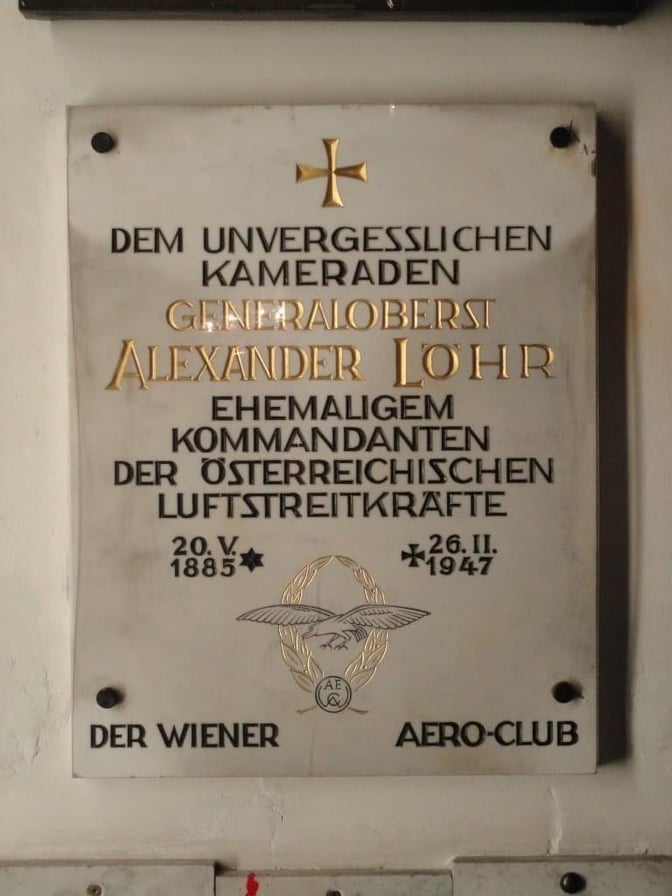 DEM UNVERGESSLICHEN
KAMERADEN
GENERALOBERST
ALEXANDER LÖHR
EHEMALIGEM
KOMMANDANTEN
DER ÖSTERREICHISCHEN
LUFTSTREITKRÄFTE
20. V. 26. II.
1885 1947
AE
C
DER WIENER AERO-CLUB